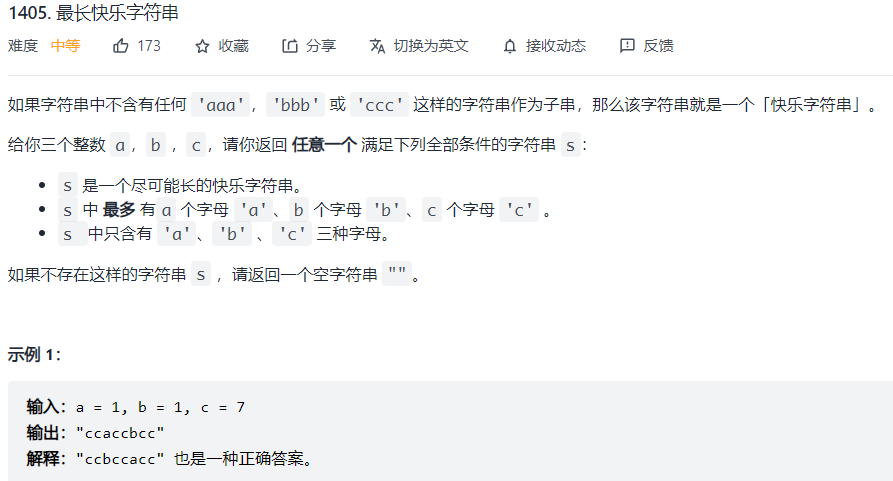 1405. 最长快乐字符串
难度 中等 173 收藏 分享 切换为英文 接收动态 反馈
如果字符串中不含有任何 'aaa'，'bbb' 或 'ccc' 这样的字符串作为子串，那么该字符串就是一个「快乐字符串」。
给你三个整数 a，b ，c，请你返回 任意一个 满足下列全部条件的字符串 s：
• s 是一个尽可能长的快乐字符串。
• s 中 最多 有a 个字母 'a'、b 个字母 'b'、c 个字母 'c' 。
• s 中只含有 'a'、'b' 、'c' 三种字母。
如果不存在这样的字符串 s ，请返回一个空字符串 ""。
示例 1：
输入：a = 1, b = 1, c = 7
输出："ccaccbcc"
解释："ccbccacc" 也是一种正确答案。